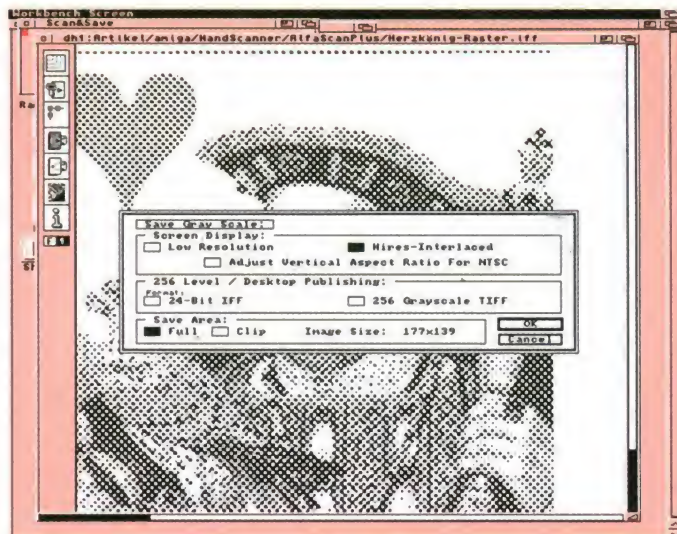 Workbench Screen
Scan&Save
dh1:Artikel/amiga/HandScanner/AlfaScanPlus/Herzkönig-Raster.iff
Ra
F 1
Save Gray Scale:
Screen Display:
Low Resolution
Hires-Interlaced
Adjust Vertical Aspect Ratio For NTSC
256 Level / Desktop Publishing:
Format:
24-Bit IFF
256 Grayscale TIFF
Save Area:
Full
Clip
Image Size: 177x139
OK
Cancel